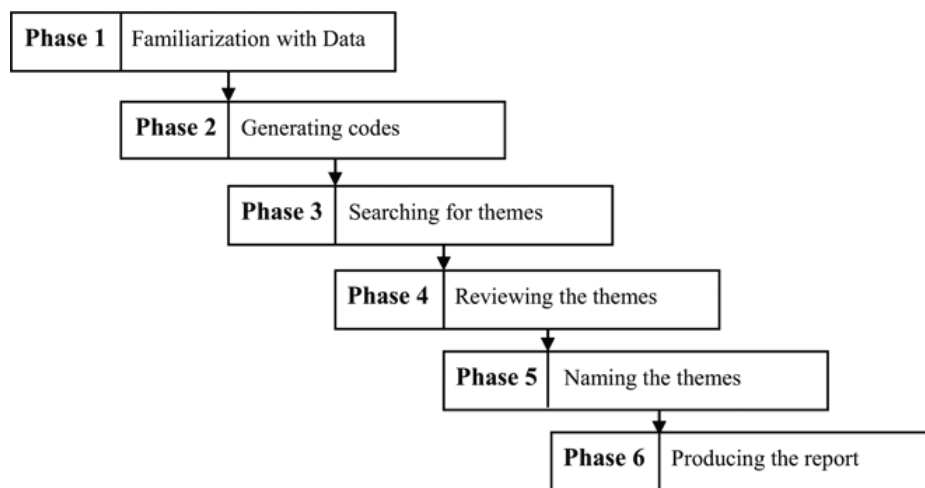 Phase 1 Familiarization with Data
Phase 2 Generating codes
Phase 3 Searching for themes
Phase 4 Reviewing the themes
Phase 5 Naming the themes
Phase 6 Producing the report